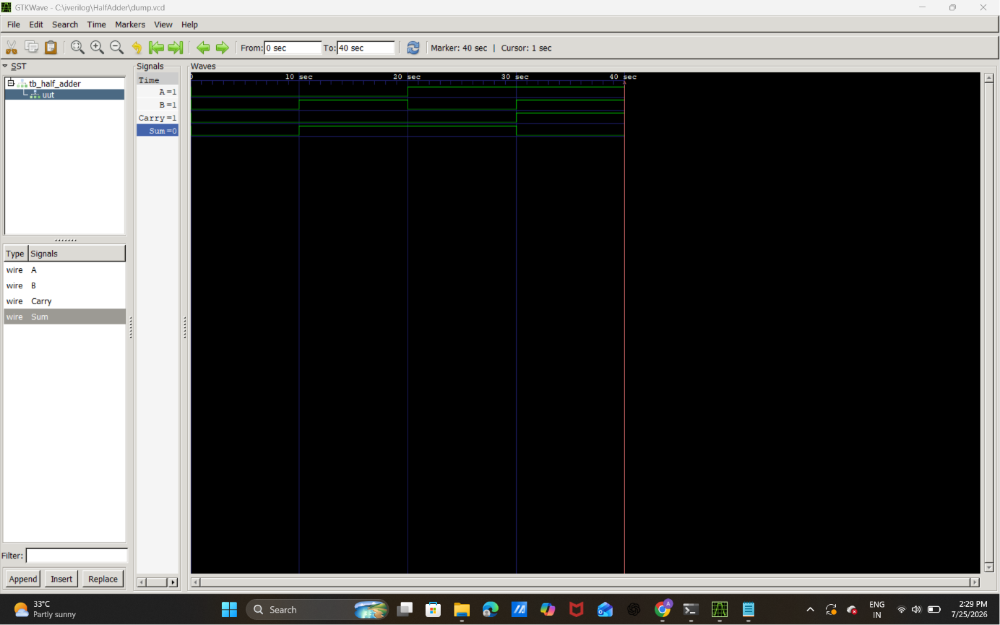 GTKWave - C:\iverilog\HalfAdder\dump.vcd
File Edit Search Time Markers View Help
From: 0 sec To: 40 sec Marker: 40 sec | Cursor: 1 sec
SST
tb_half_adder
uut
Type Signals
wire A
wire B
wire Carry
wire Sum
Filter:
Append Insert Replace
Signals
Time
A =1
B =1
Carry =1
Sum =0
Waves
0 10 sec 20 sec 30 sec 40 sec
33°C
Partly sunny
Search
A
ENG
IN
2:29 PM
7/25/2026